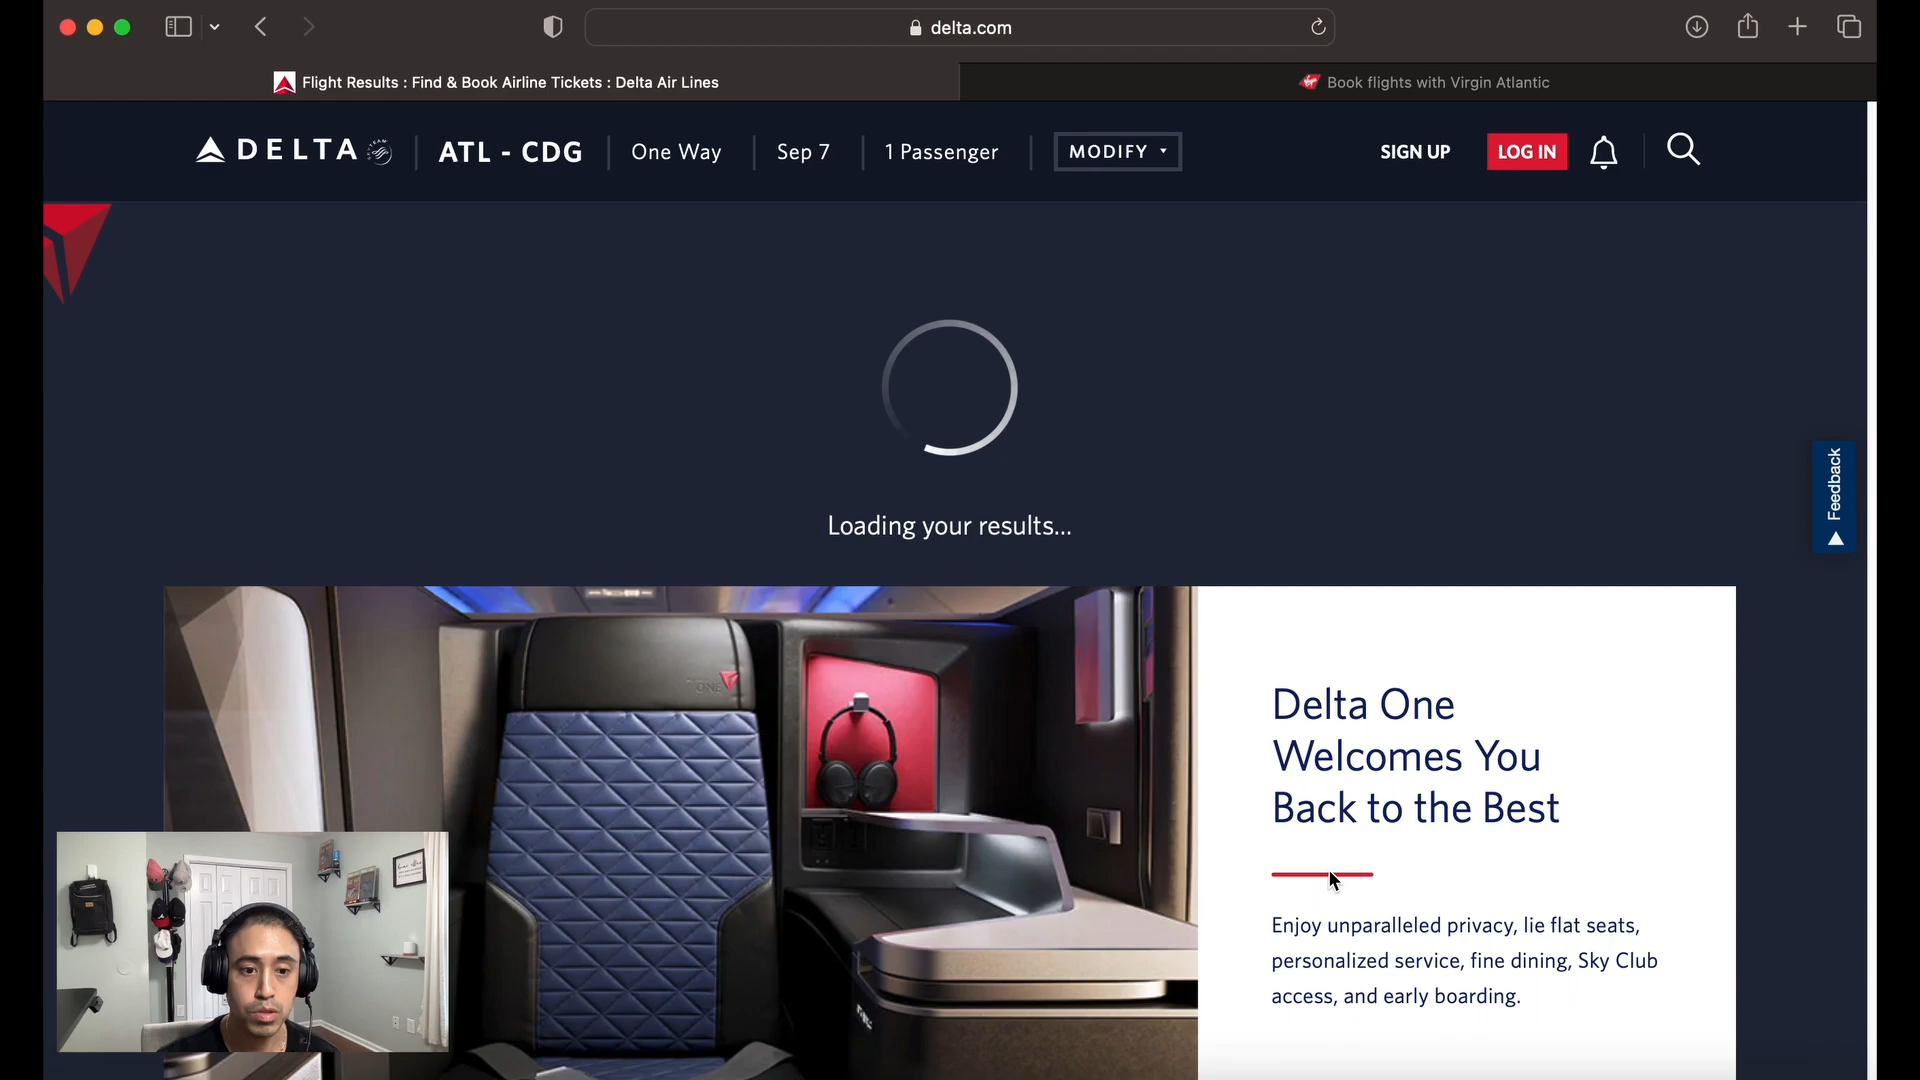 delta.com
Flight Results : Find & Book Airline Tickets : Delta Air Lines
Book flights with Virgin Atlantic
DELTA
ATL - CDG
One Way
Sep 7
1 Passenger
MODIFY
SIGN UP
LOG IN
Loading your results...
Feedback
ONE
Delta One
Welcomes You
Back to the Best
Enjoy unparalleled privacy, lie flat seats,
personalized service, fine dining, Sky Club
access, and early boarding.